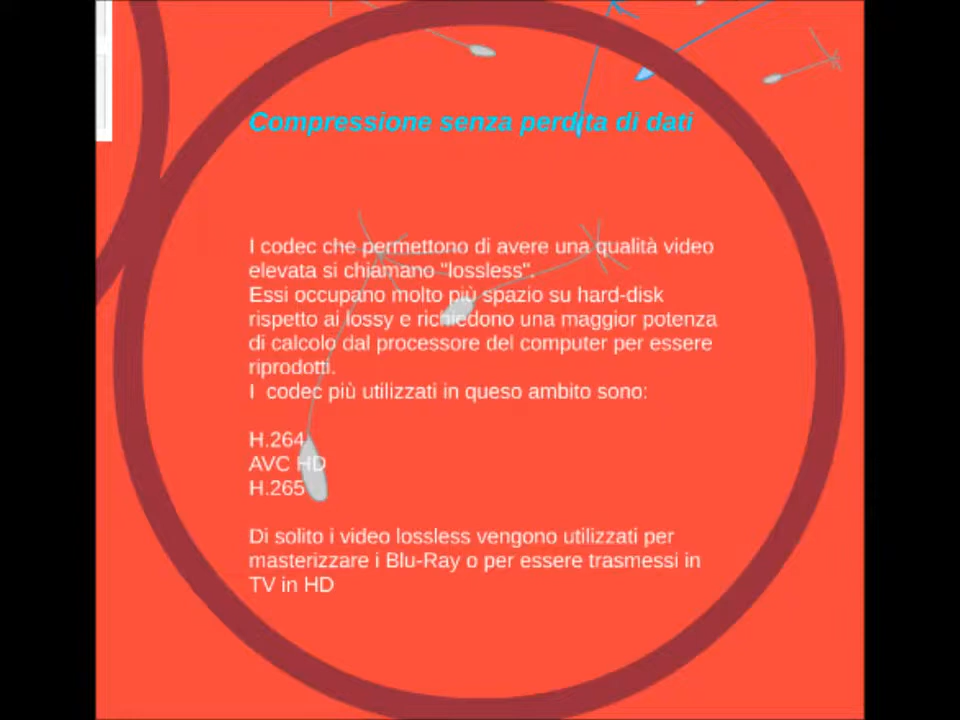 Compressione senza perdita di dati
I codec che permettono di avere una qualità video
elevata si chiamano "lossless".
Essi occupano molto più spazio su hard-disk
rispetto ai lossy e richiedono una maggior potenza
di calcolo dal processore del computer per essere
riprodotti.
I  codec più utilizzati in queso ambito sono:
H.264
AVC HD
H.265
Di solito i video lossless vengono utilizzati per
masterizzare i Blu-Ray o per essere trasmessi in
TV in HD